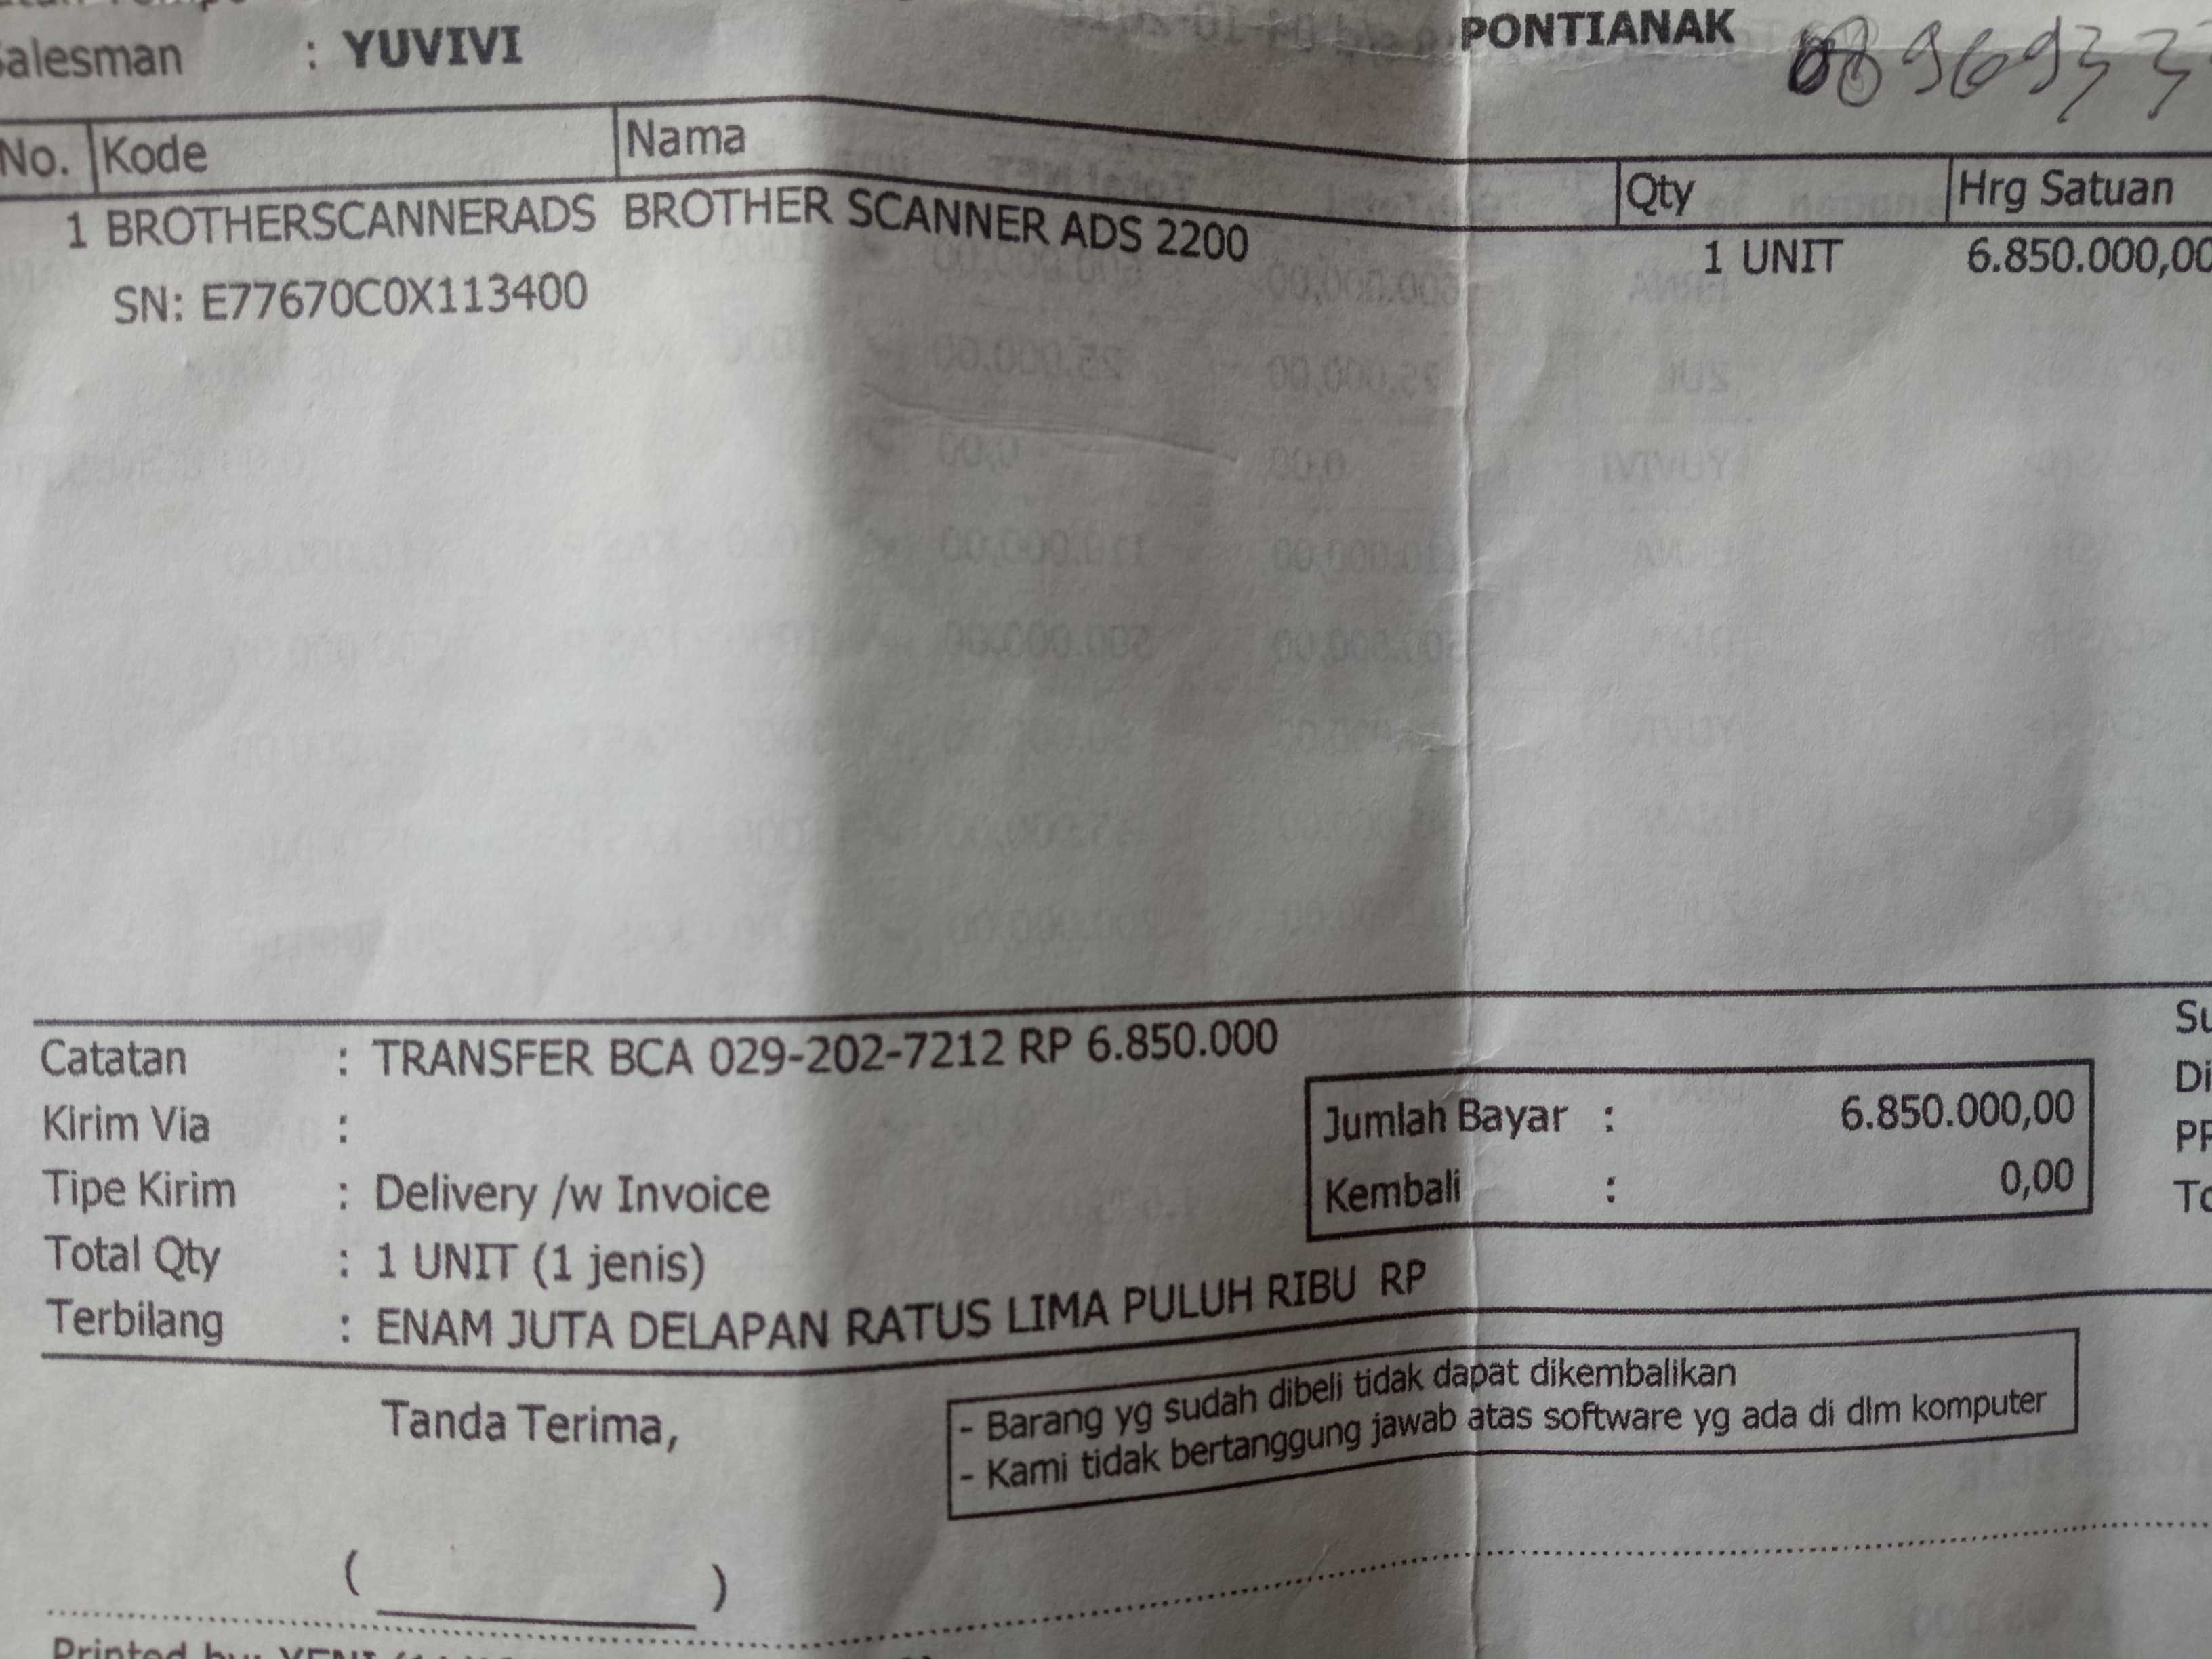 Salesman : YUVIVI PONTIANAK
No. Kode Nama Qty Hrg Satuan
1 BROTHERSCANNERADS BROTHER SCANNER ADS 2200 1 UNIT 6.850.000,00
SN: E77670C0X113400
Catatan : TRANSFER BCA 029-202-7212 RP 6.850.000
Kirim Via :
Jumlah Bayar : 6.850.000,00
Tipe Kirim : Delivery /w Invoice
Kembali : 0,00
Total Qty : 1 UNIT (1 jenis)
Terbilang : ENAM JUTA DELAPAN RATUS LIMA PULUH RIBU RP
Tanda Terima,
- Barang yg sudah dibeli tidak dapat dikembalikan
- Kami tidak bertanggung jawab atas software yg ada di dlm komputer
( )
Printed by: YENI